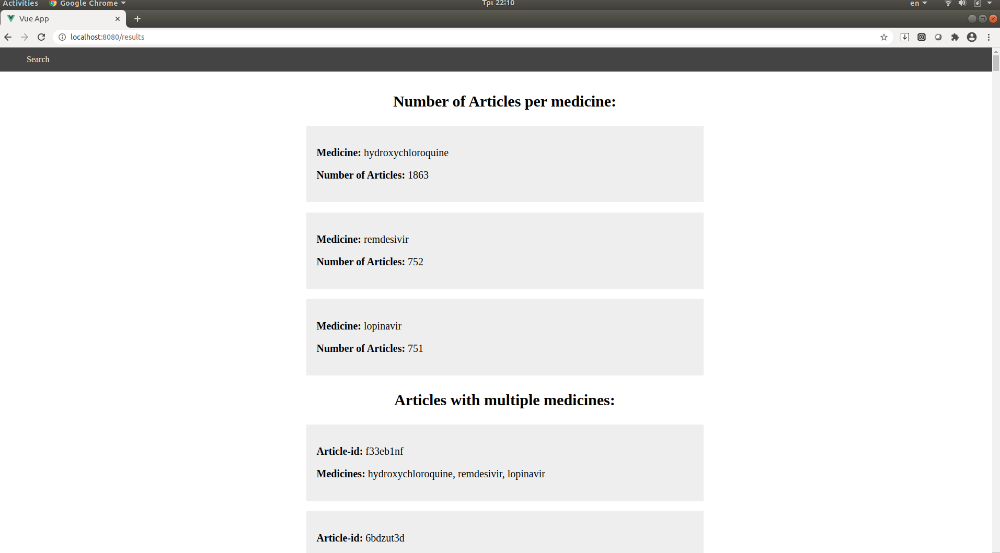 Activities Google Chrome Τρι 22:10 en
Vue App
localhost:8080/results
Search
Number of Articles per medicine:
Medicine: hydroxychloroquine
Number of Articles: 1863
Medicine: remdesivir
Number of Articles: 752
Medicine: lopinavir
Number of Articles: 751
Articles with multiple medicines:
Article-id: f33eb1nf
Medicines: hydroxychloroquine, remdesivir, lopinavir
Article-id: 6bdzut3d